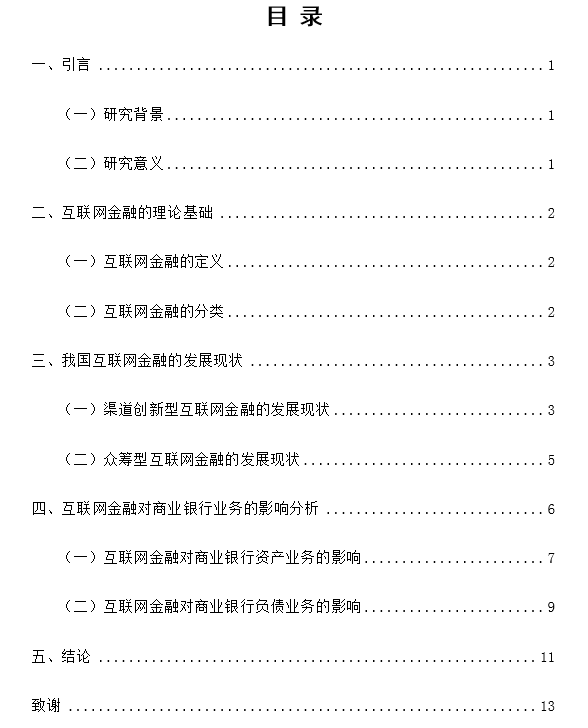 目 录
一、引言 ........................................................... 1
（一）研究背景.................................................. 1
（二）研究意义.................................................. 1
二、互联网金融的理论基础 ........................................... 2
（一）互联网金融的定义.......................................... 2
（二）互联网金融的分类.......................................... 2
三、我国互联网金融的发展现状 ....................................... 3
（一）渠道创新型互联网金融的发展现状............................ 3
（二）众筹型互联网金融的发展现状................................ 5
四、互联网金融对商业银行业务的影响分析 ............................. 6
（一）互联网金融对商业银行资产业务的影响........................ 7
（二）互联网金融对商业银行负债业务的影响........................ 9
五、结论 .......................................................... 11
致谢 .............................................................. 13